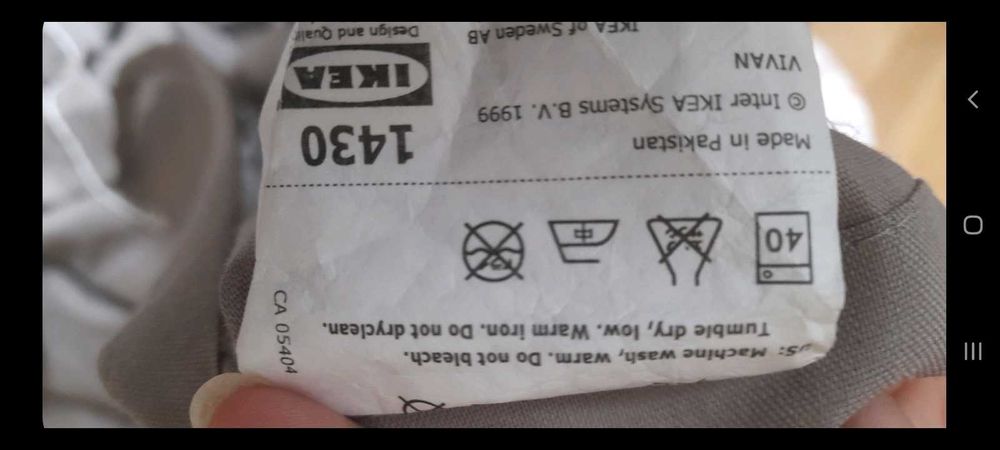 US: Machine wash, warm. Do not bleach.
Tumble dry, low. Warm iron. Do not dryclean.
CA 05404
40
Made in Pakistan
1430
© Inter IKEA Systems B.V. 1999
IKEA
VIVAN
IKEA of Sweden AB
Design and